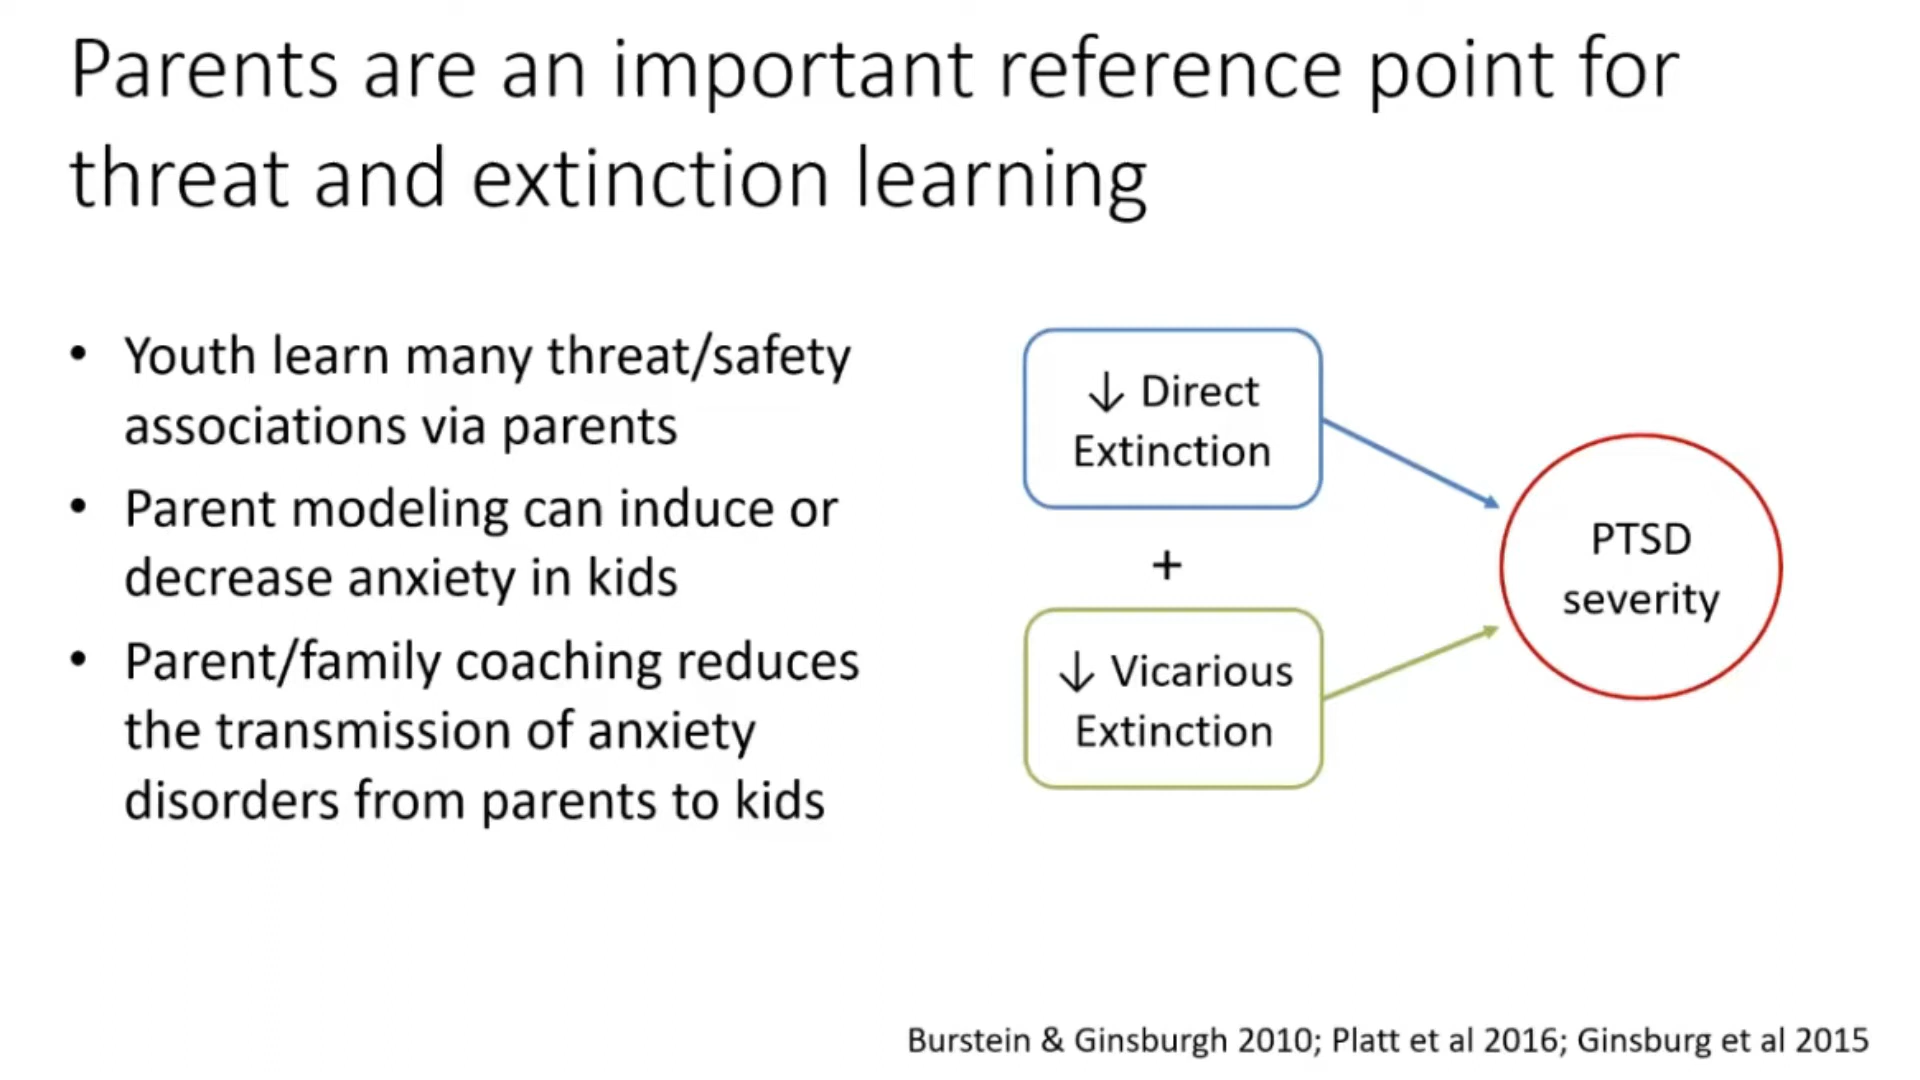 Parents are an important reference point for
threat and extinction learning
• Youth learn many threat/safety
associations via parents
• Parent modeling can induce or
decrease anxiety in kids
• Parent/family coaching reduces
the transmission of anxiety
disorders from parents to kids
↓ Direct
Extinction
+
↓ Vicarious
Extinction
PTSD
severity
Burstein & Ginsburgh 2010; Platt et al 2016; Ginsburg et al 2015